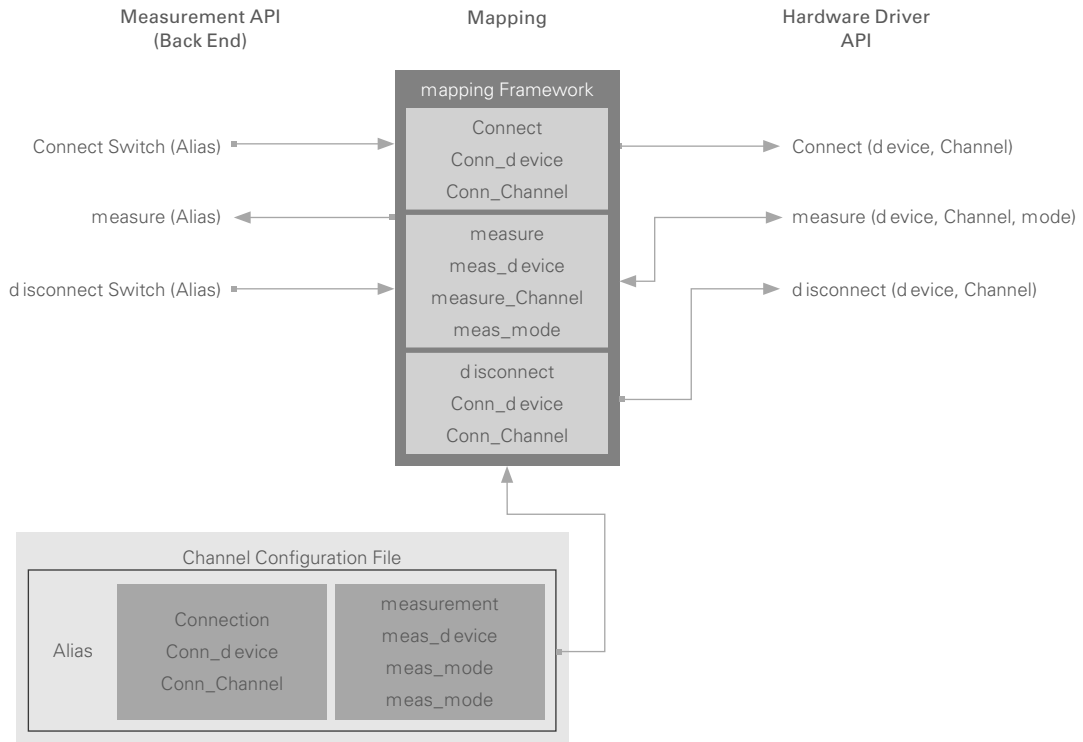 Measurement API
(Back End)
Mapping
Hardware Driver
API
mapping Framework
Connect
Conn_d evice
Conn_Channel
measure
meas_d evice
measure_Channel
meas_mode
d isconnect
Conn_d evice
Conn_Channel
Connect Switch (Alias)
measure (Alias)
d isconnect Switch (Alias)
Connect (d evice, Channel)
measure (d evice, Channel, mode)
d isconnect (d evice, Channel)
Channel Configuration File
Alias
Connection
Conn_d evice
Conn_Channel
measurement
meas_d evice
meas_mode
meas_mode